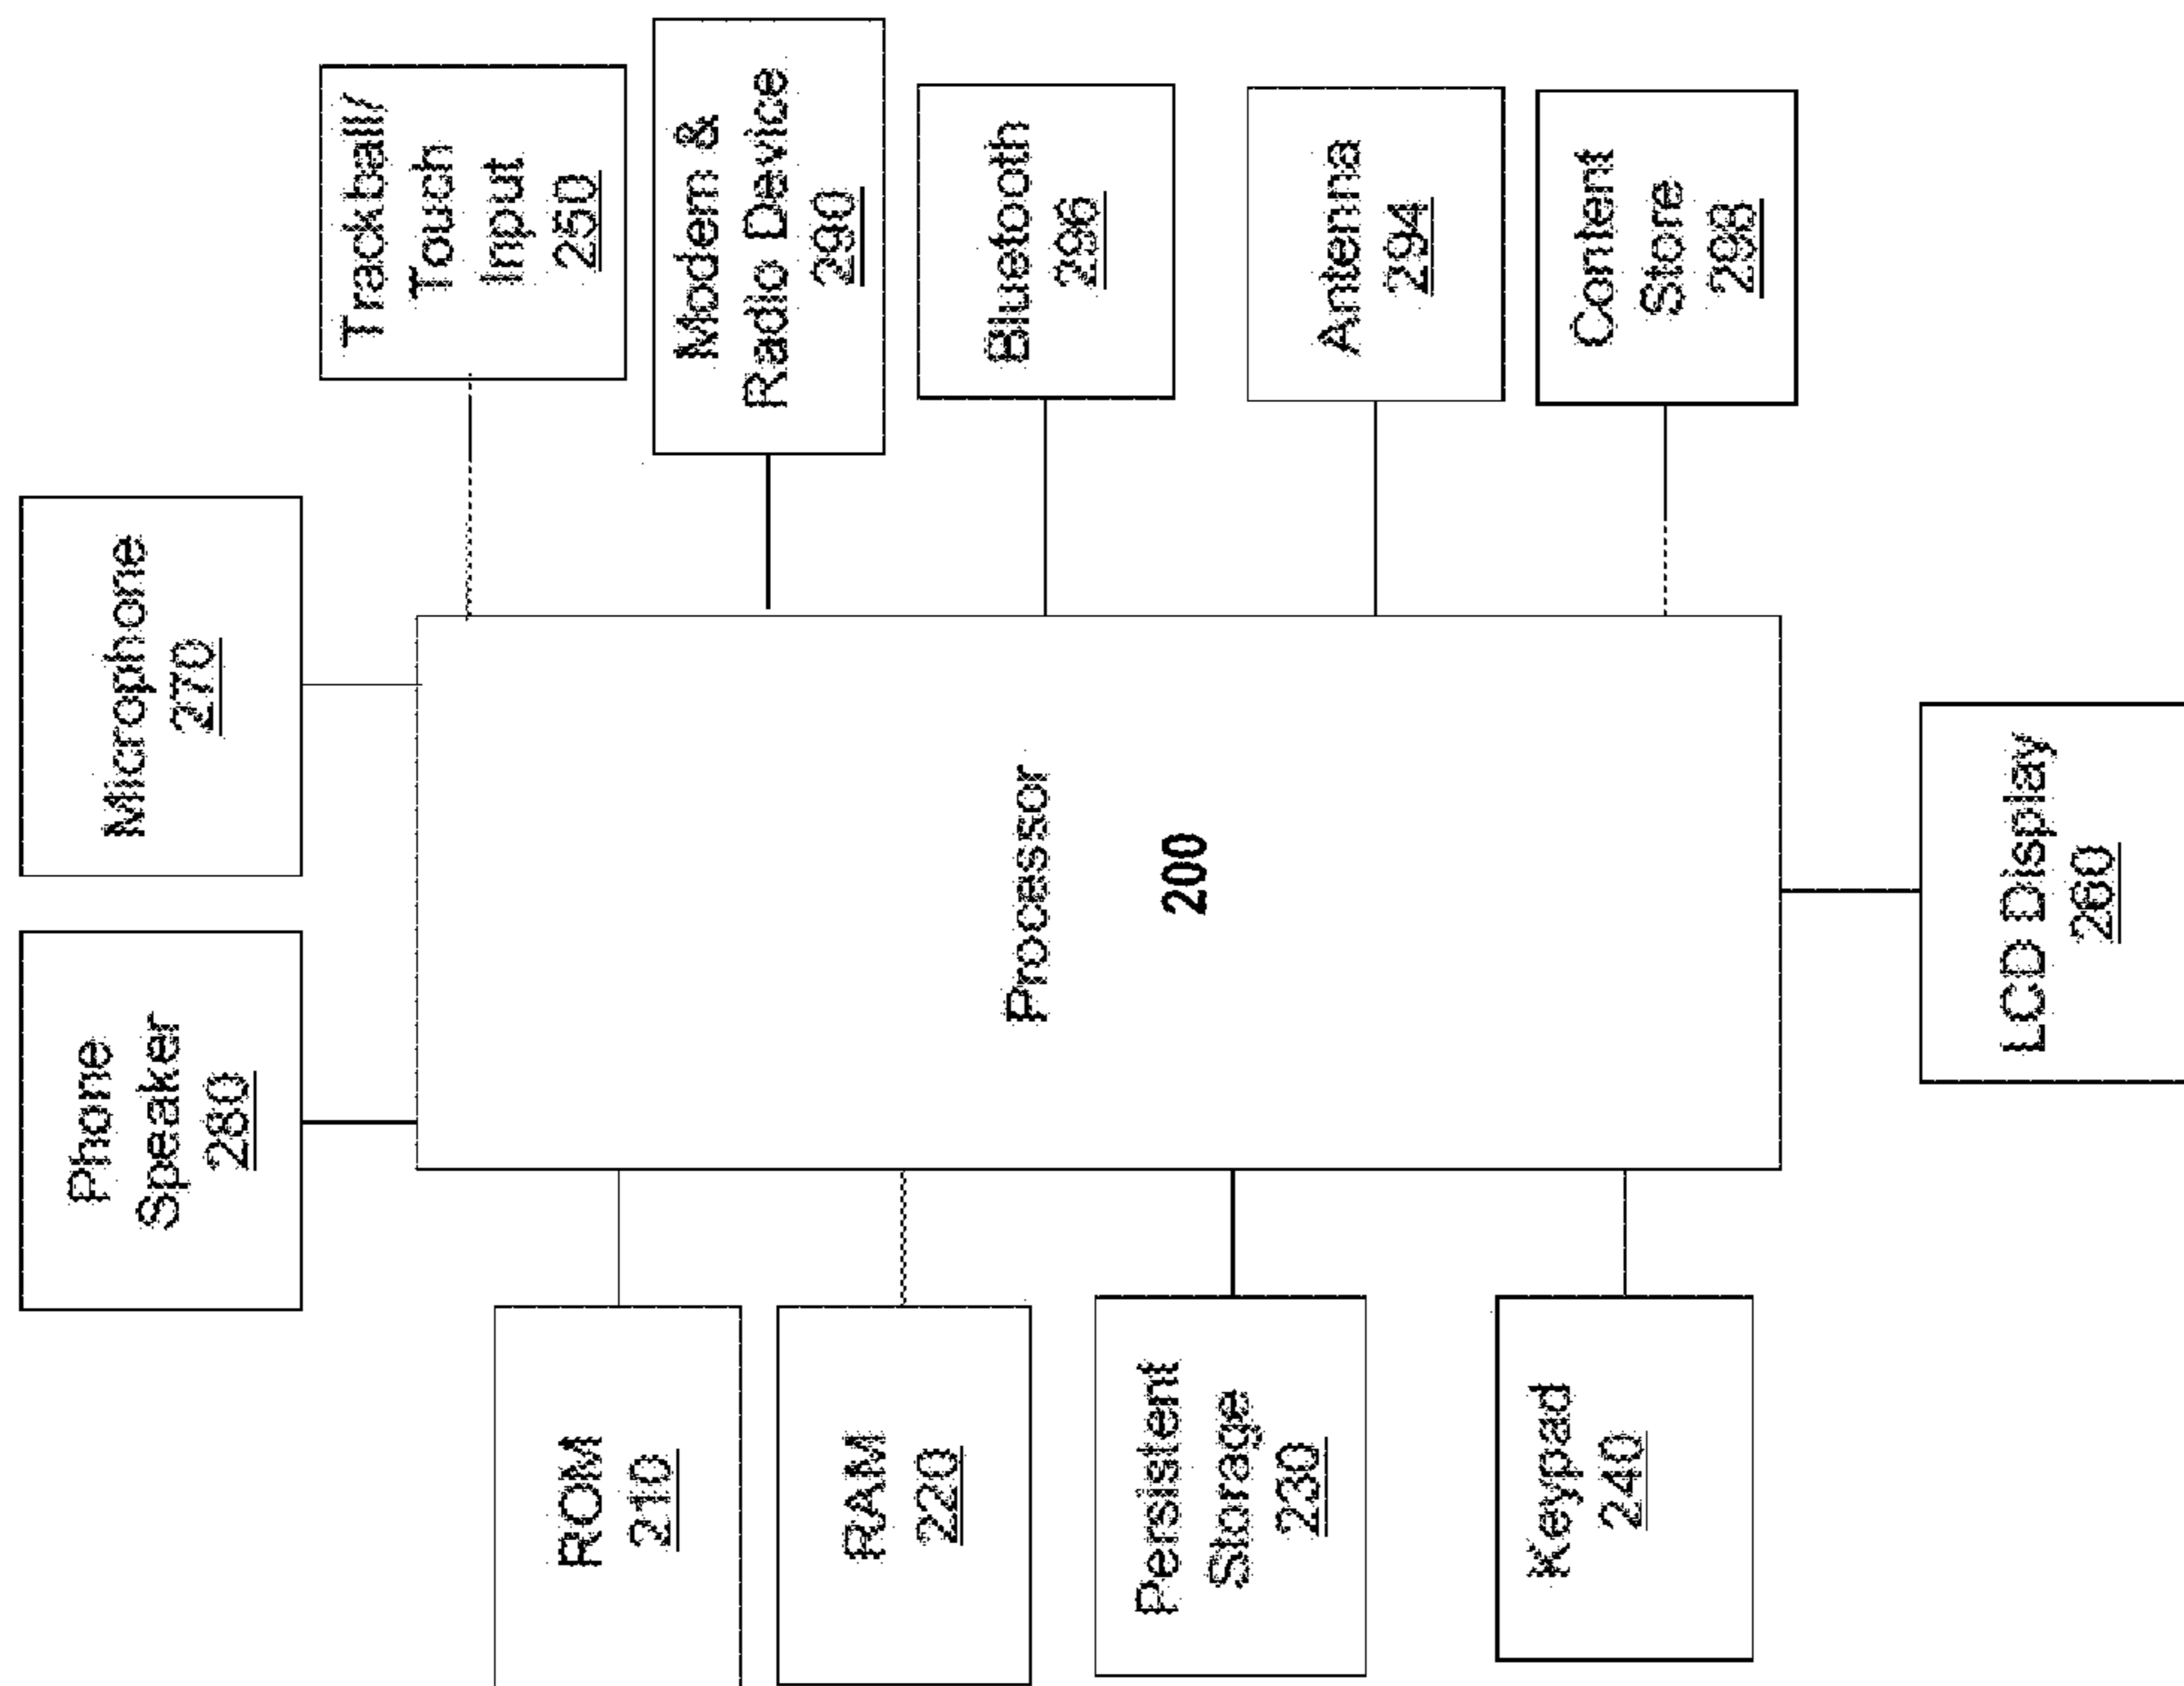 Phone
Speaker
280
Microphone
270
ROM
210
RAM
220
Persistent
Storage
230
Keypad
240
Processor
200
Trackball/
Touch
Input
250
Modem &
Radio Device
290
Bluetooth
296
Antenna
294
Content
Store
298
LCD Display
260